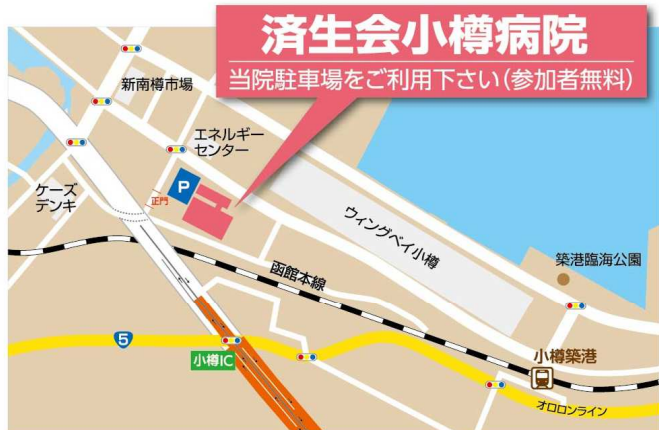 済生会小樽病院
当院駐車場をご利用下さい(参加者無料)
新南樽市場
エネルギー
センター
P
正門
ケーズ
デンキ
ウィングベイ小樽
築港臨海公園
函館本線
5
小樽IC
小樽築港
オロロンライン